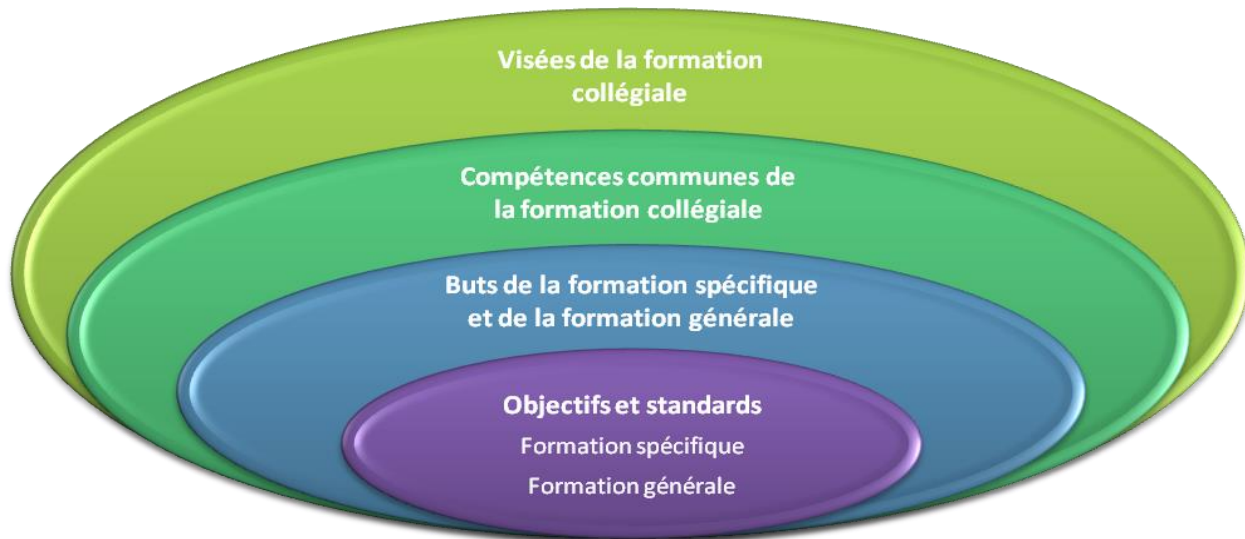 Visées de la formation
collégiale
Compétences communes de
la formation collégiale
Buts de la formation spécifique
et de la formation générale
Objectifs et standards
Formation spécifique
Formation générale